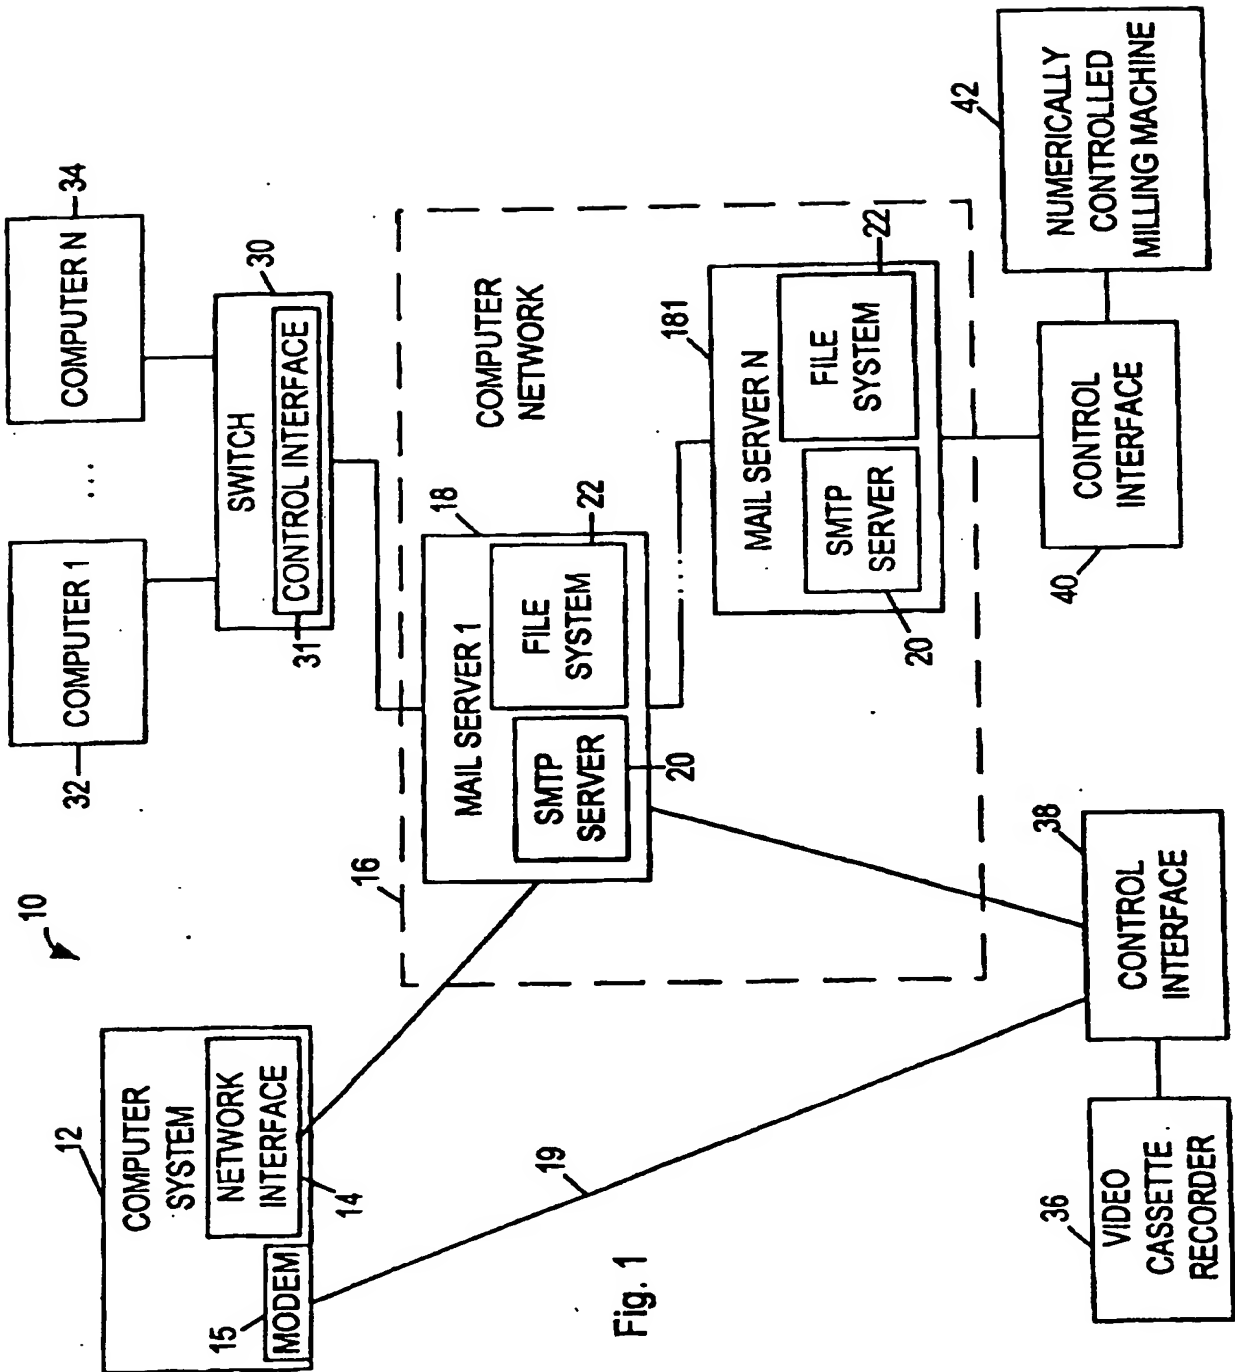 10
12
COMPUTER
SYSTEM
NETWORK
INTERFACE
14
15
MODEM
16
18
MAIL SERVER 1
SMTP
SERVER
20
FILE
SYSTEM
22
...
COMPUTER
NETWORK
181
MAIL SERVER N
SMTP
SERVER
20
FILE
SYSTEM
22
COMPUTER 1
32
...
COMPUTER N
34
SWITCH
30
CONTROL INTERFACE
31
19
36
VIDEO
CASSETTE
RECORDER
38
CONTROL
INTERFACE
CONTROL
INTERFACE
40
42
NUMERICALLY
CONTROLLED
MILLING MACHINE
Fig. 1